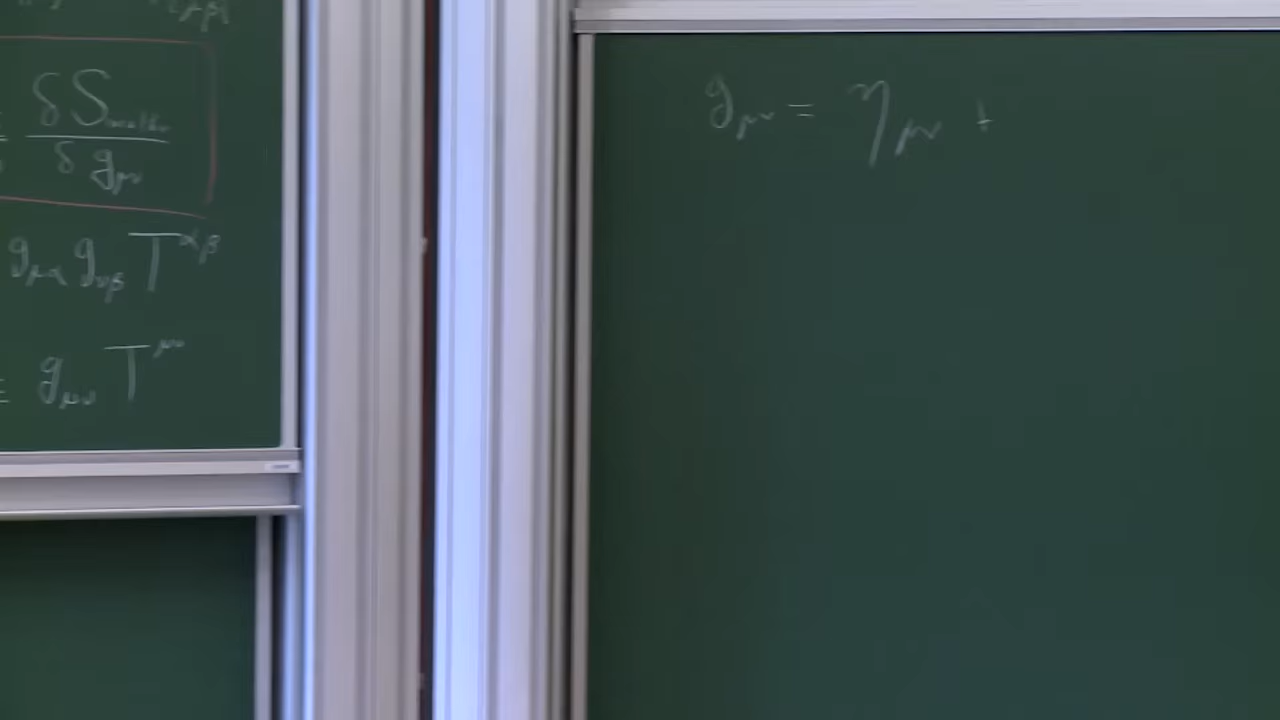 δS_matter
δg_μν
g_μα g_νβ T^αβ
≡ g_μν T^μν
g_μν = η_μν +